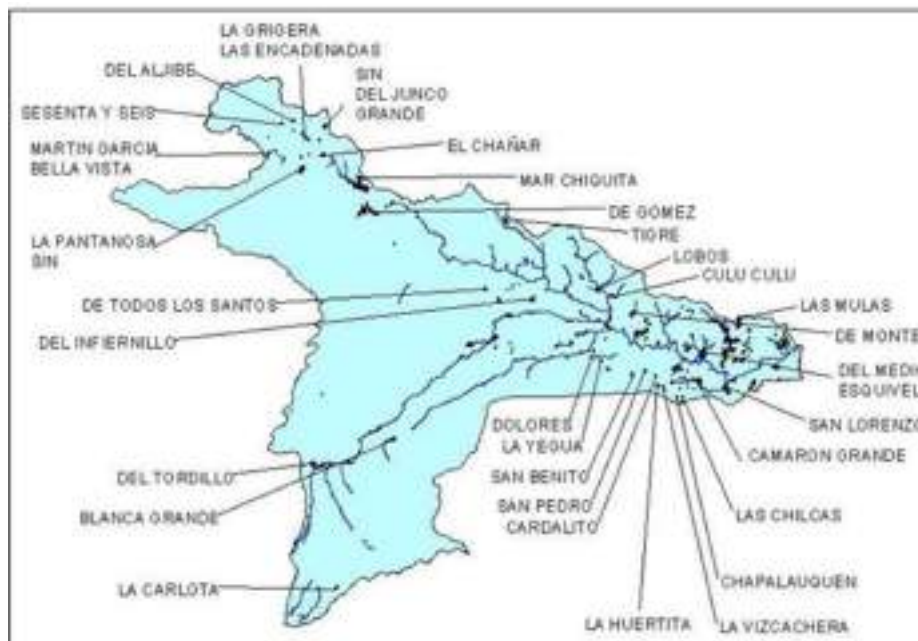 LA GRIGERA
LAS ENCADENADAS
DEL ALJIBE
SIN
DEL JUNCO
GRANDE
SESENTA Y SEIS
MARTIN GARCIA
BELLA VISTA
EL CHAÑAR
MAR CHIQUITA
DE GOMEZ
TIGRE
LA PANTANOSA
SIN
LOBOS
CULU CULU
DE TODOS LOS SANTOS
LAS MULAS
DEL INFIERNILLO
DE MONTE
DEL MEDIO
ESQUIVEL
DOLORES
LA YEGUA
SAN LORENZO
DEL TORDILLO
SAN BENITO
CAMARON GRANDE
BLANCA GRANDE
SAN PEDRO
CARDALITO
LAS CHILCAS
LA CARLOTA
CHAPALAUQUEN
LA HUERTITA
LA VIZCACHERA